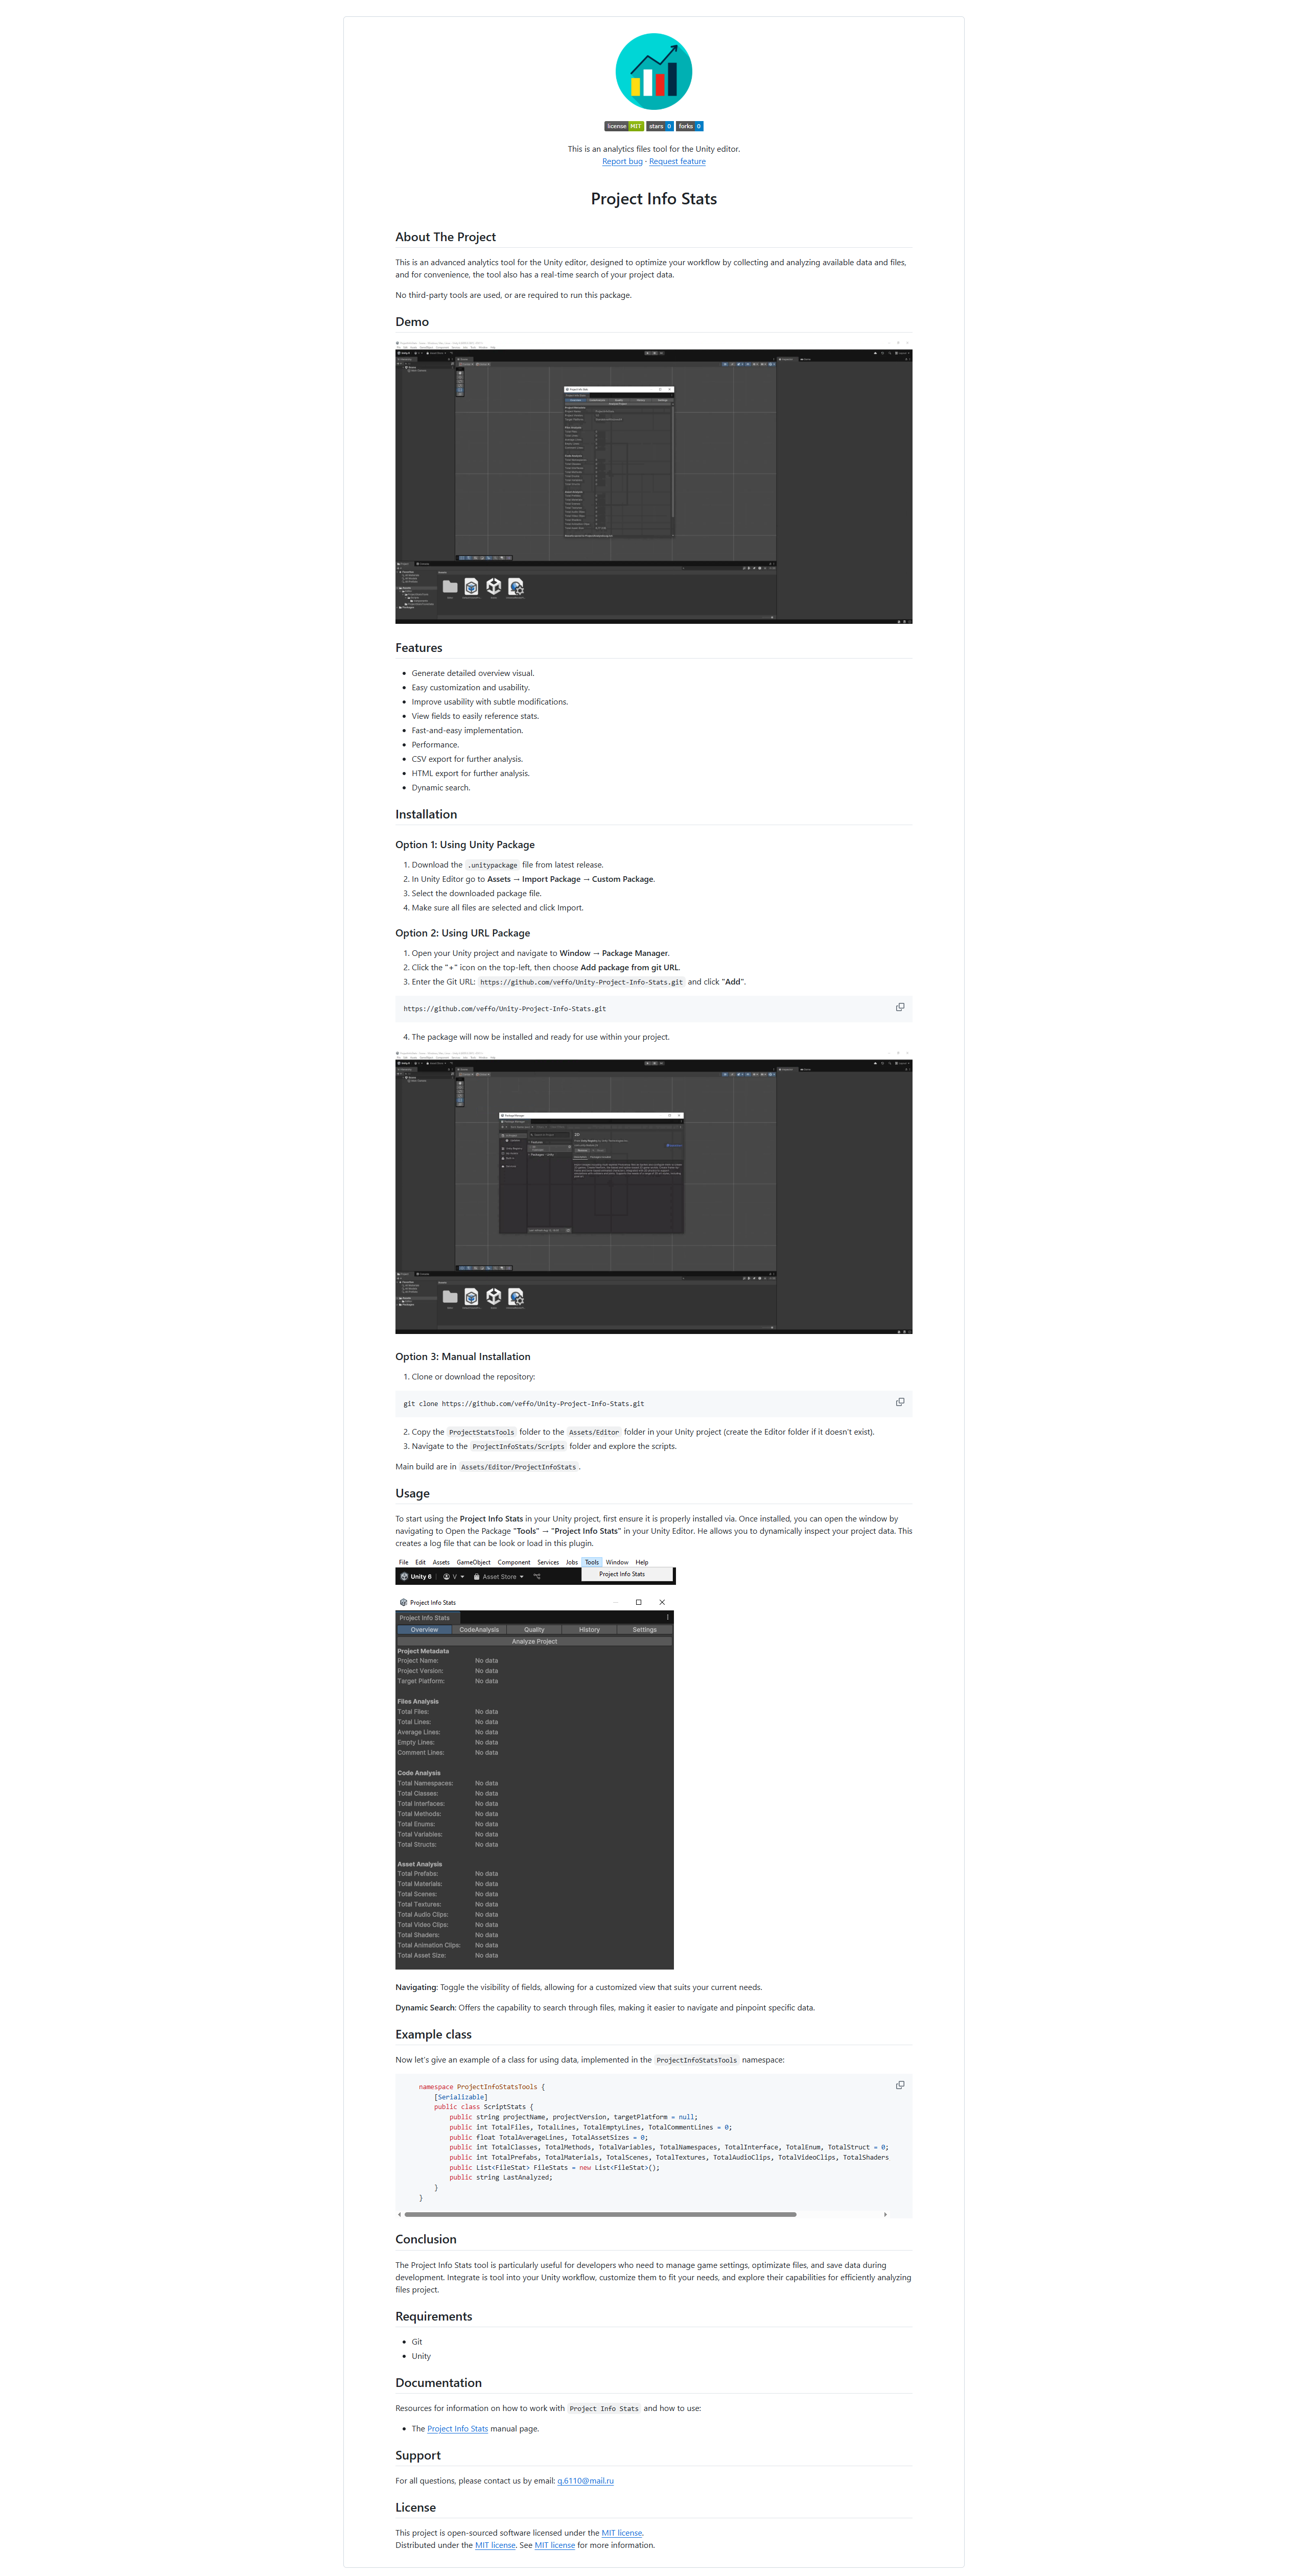 license MIT stars 0 forks 0
This is an analytics files tool for the Unity editor.
Report bug · Request feature
Project Info Stats
About The Project
This is an advanced analytics tool for the Unity editor, designed to optimize your workflow by collecting and analyzing available data and files,
and for convenience, the tool also has a real-time search of your project data.
No third-party tools are used, or are required to run this package.
Demo
Features
• Generate detailed overview visual.
• Easy customization and usability.
• Improve usability with subtle modifications.
• View fields to easily reference stats.
• Fast-and-easy implementation.
• Performance.
• CSV export for further analysis.
• HTML export for further analysis.
• Dynamic search.
Installation
Option 1: Using Unity Package
1. Download the .unitypackage file from latest release.
2. In Unity Editor go to Assets → Import Package → Custom Package.
3. Select the downloaded package file.
4. Make sure all files are selected and click Import.
Option 2: Using URL Package
1. Open your Unity project and navigate to Window → Package Manager.
2. Click the "+" icon on the top-left, then choose Add package from git URL.
3. Enter the Git URL: https://github.com/veffo/Unity-Project-Info-Stats.git and click "Add".
https://github.com/veffo/Unity-Project-Info-Stats.git
4. The package will now be installed and ready for use within your project.
Option 3: Manual Installation
1. Clone or download the repository:
git clone https://github.com/veffo/Unity-Project-Info-Stats.git
2. Copy the ProjectStatsTools folder to the Assets/Editor folder in your Unity project (create the Editor folder if it doesn't exist).
3. Navigate to the ProjectInfoStats/Scripts folder and explore the scripts.
Main build are in Assets/Editor/ProjectInfoStats.
Usage
To start using the Project Info Stats in your Unity project, first ensure it is properly installed via. Once installed, you can open the window by
navigating to Open the Package "Tools" → "Project Info Stats" in your Unity Editor. He allows you to dynamically inspect your project data. This
creates a log file that can be look or load in this plugin.
File Edit Assets GameObject Component Services Jobs Tools Window Help
Unity 6 V Asset Store Project Info Stats
Project Info Stats
Project Info Stats
Overview CodeAnalysis Quality History Settings
Analyze Project
Project Metadata
Project Name: No data
Project Version: No data
Target Platform: No data
Files Analysis
Total Files: No data
Total Lines: No data
Average Lines: No data
Empty Lines: No data
Comment Lines: No data
Code Analysis
Total Namespaces: No data
Total Classes: No data
Total Interfaces: No data
Total Methods: No data
Total Enums: No data
Total Variables: No data
Total Structs: No data
Asset Analysis
Total Prefabs: No data
Total Materials: No data
Total Scenes: No data
Total Textures: No data
Total Audio Clips: No data
Total Video Clips: No data
Total Shaders: No data
Total Animation Clips: No data
Total Asset Size: No data
Navigating: Toggle the visibility of fields, allowing for a customized view that suits your current needs.
Dynamic Search: Offers the capability to search through files, making it easier to navigate and pinpoint specific data.
Example class
Now let's give an example of a class for using data, implemented in the ProjectInfoStatsTools namespace:
namespace ProjectInfoStatsTools {
[Serializable]
public class ScriptStats {
public string projectName, projectVersion, targetPlatform = null;
public int TotalFiles, TotalLines, TotalEmptyLines, TotalCommentLines = 0;
public float TotalAverageLines, TotalAssetSizes = 0;
public int TotalClasses, TotalMethods, TotalVariables, TotalNamespaces, TotalInterface, TotalEnum, TotalStruct = 0;
public int TotalPrefabs, TotalMaterials, TotalScenes, TotalTextures, TotalAudioClips, TotalVideoClips, TotalShaders
public List<FileStat> FileStats = new List<FileStat>();
public string LastAnalyzed;
}
}
Conclusion
The Project Info Stats tool is particularly useful for developers who need to manage game settings, optimizate files, and save data during
development. Integrate is tool into your Unity workflow, customize them to fit your needs, and explore their capabilities for efficiently analyzing
files project.
Requirements
• Git
• Unity
Documentation
Resources for information on how to work with Project Info Stats and how to use:
• The Project Info Stats manual page.
Support
For all questions, please contact us by email: g.6110@mail.ru
License
This project is open-sourced software licensed under the MIT license.
Distributed under the MIT license. See MIT license for more information.